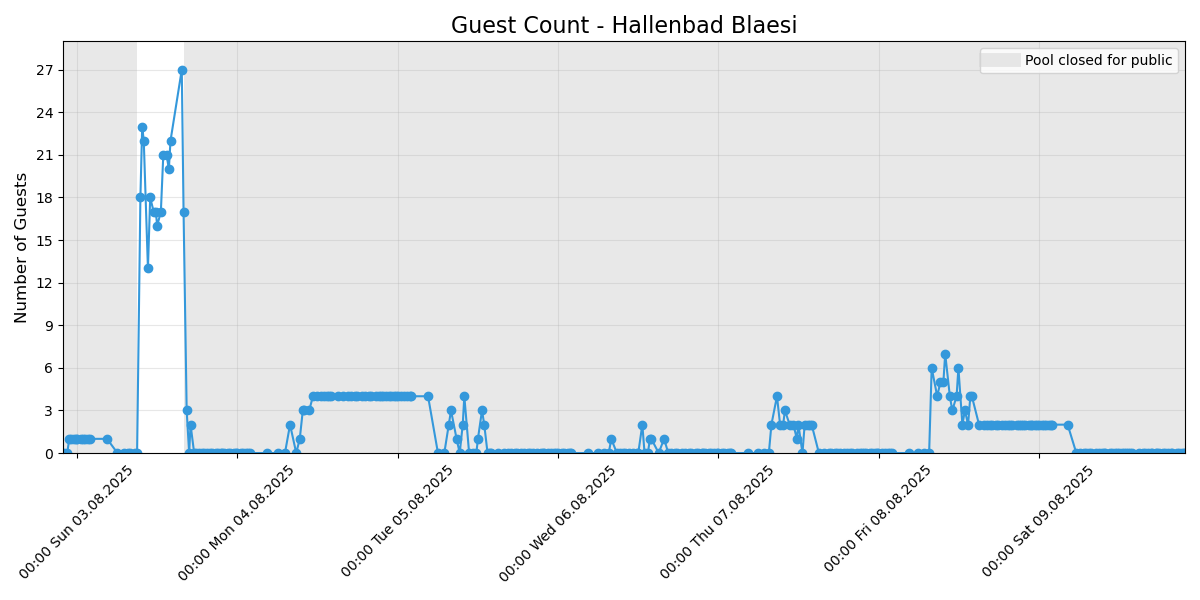 Guest Count - Hallenbad Blaesi
Pool closed for public
Number of Guests
27
24
21
18
15
12
9
6
3
0
00:00 Sun 03.08.2025
00:00 Mon 04.08.2025
00:00 Tue 05.08.2025
00:00 Wed 06.08.2025
00:00 Thu 07.08.2025
00:00 Fri 08.08.2025
00:00 Sat 09.08.2025